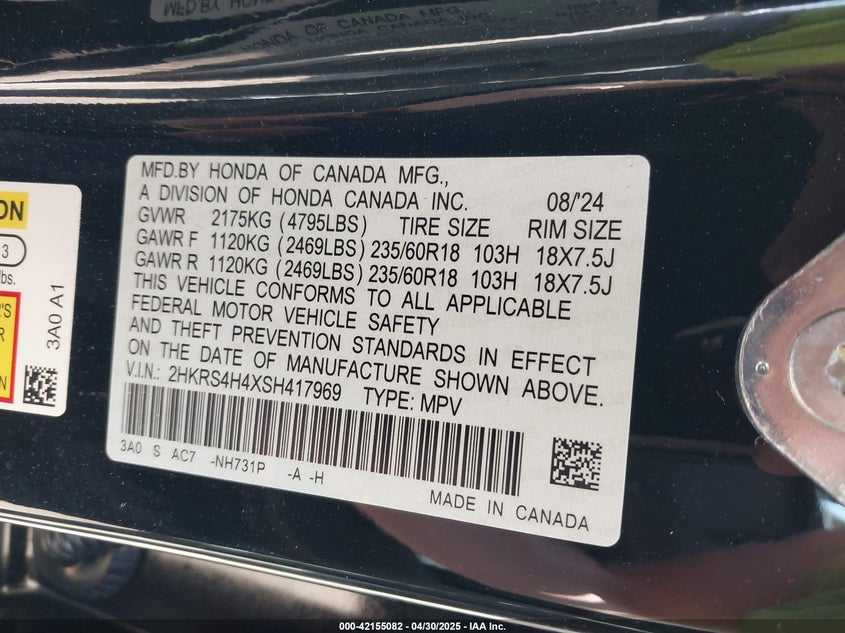 MFD.BY HONDA OF CANADA MFG.,
A DIVISION OF HONDA CANADA INC. 08/'24
GVWR 2175KG (4795LBS) TIRE SIZE RIM SIZE
GAWR F 1120KG (2469LBS) 235/60R18 103H 18X7.5J
GAWR R 1120KG (2469LBS) 235/60R18 103H 18X7.5J
THIS VEHICLE CONFORMS TO ALL APPLICABLE
FEDERAL MOTOR VEHICLE SAFETY
AND THEFT PREVENTION STANDARDS IN EFFECT
ON THE DATE OF MANUFACTURE SHOWN ABOVE.
V.I.N.: 2HKRS4H4XSH417969 TYPE: MPV
3A0 S AC7 -NH731P -A -H
MADE IN CANADA
3
lbs.
3A0 A1
000-42155082 - 04/30/2025 - IAA Inc.